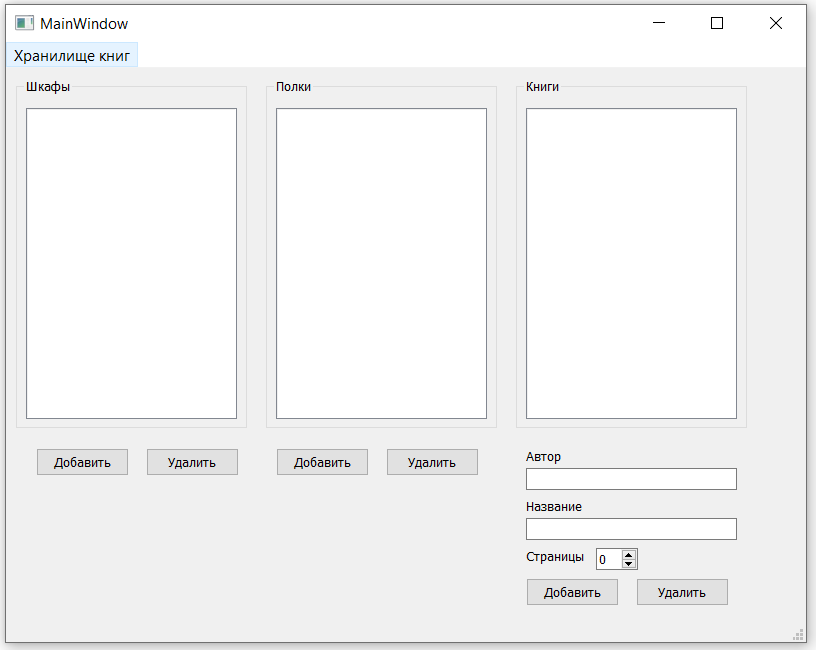 MainWindow
Хранилище книг
Шкафы Полки Книги
Добавить Удалить Добавить Удалить
Автор
Название
Страницы 0
Добавить Удалить